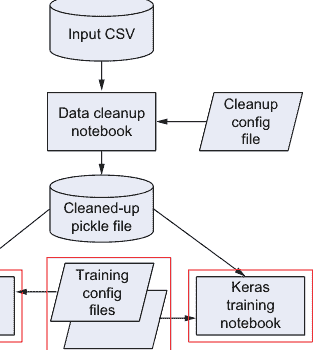 Input CSV
Data cleanup
notebook
Cleanup
config
file
Cleaned-up
pickle file
Training
config
files
Keras
training
notebook